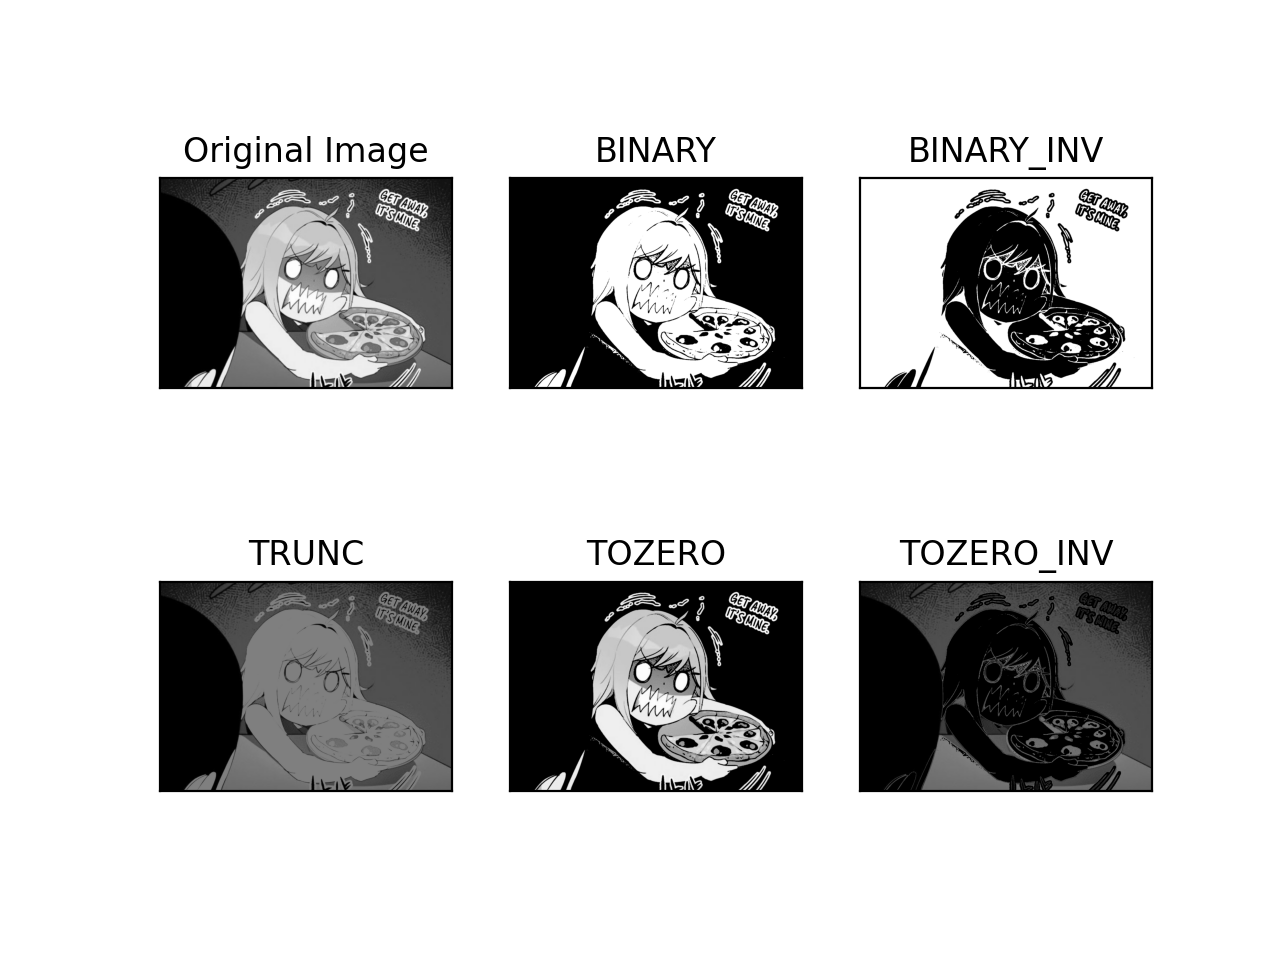 Original Image
BINARY
BINARY_INV
GET AWAY,
IT'S MINE.
GET AWAY,
IT'S MINE.
GET AWAY,
IT'S MINE.
TRUNC
TOZERO
TOZERO_INV
GET AWAY,
IT'S MINE.
GET AWAY,
IT'S MINE.
GET AWAY,
IT'S MINE.